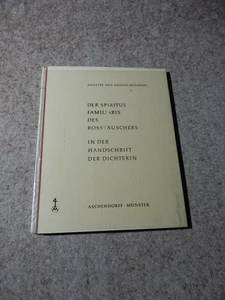 ANNETTE VON DROSTE-HÜLSHOFF
DER SPIRITUS
FAMILIARIS
DES
ROSSTÄUSCHERS
IN DER
HANDSCHRIFT
DER DICHTERIN
ASCHENDORFF · MÜNSTER